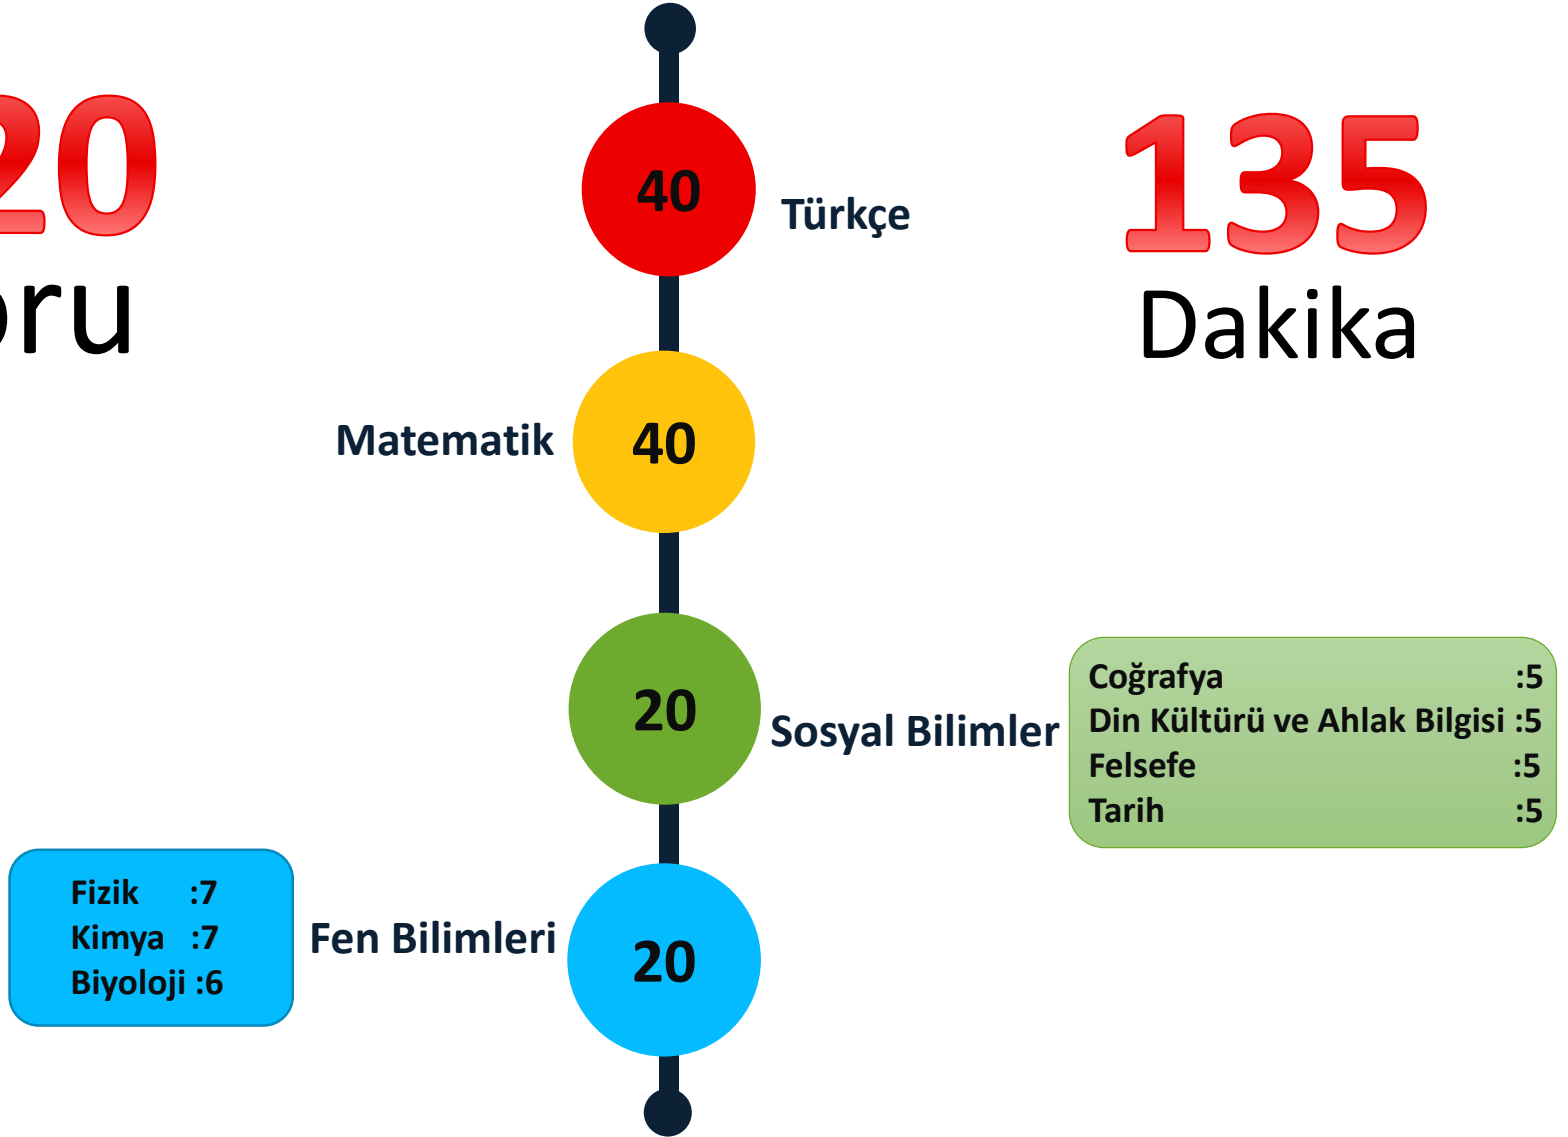 20
oru
135
Dakika
40
Türkçe
Matematik
40
20
Sosyal Bilimler
Coğrafya :5
Din Kültürü ve Ahlak Bilgisi :5
Felsefe :5
Tarih :5
Fizik :7
Kimya :7
Biyoloji :6
Fen Bilimleri
20